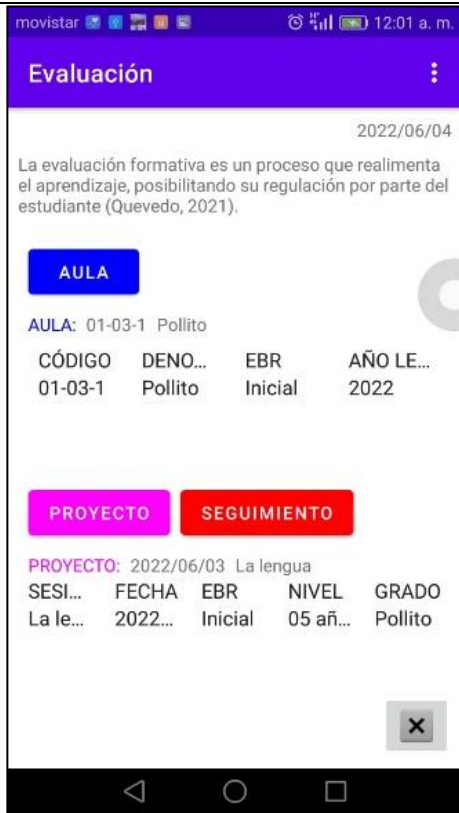 movistar 12:01 a. m.
Evaluación
2022/06/04
La evaluación formativa es un proceso que realimenta
el aprendizaje, posibilitando su regulación por parte del
estudiante (Quevedo, 2021).
AULA
AULA: 01-03-1 Pollito
CÓDIGO DENO... EBR AÑO LE...
01-03-1 Pollito Inicial 2022
PROYECTO SEGUIMIENTO
PROYECTO: 2022/06/03 La lengua
SESI... FECHA EBR NIVEL GRADO
La le... 2022... Inicial 05 añ... Pollito